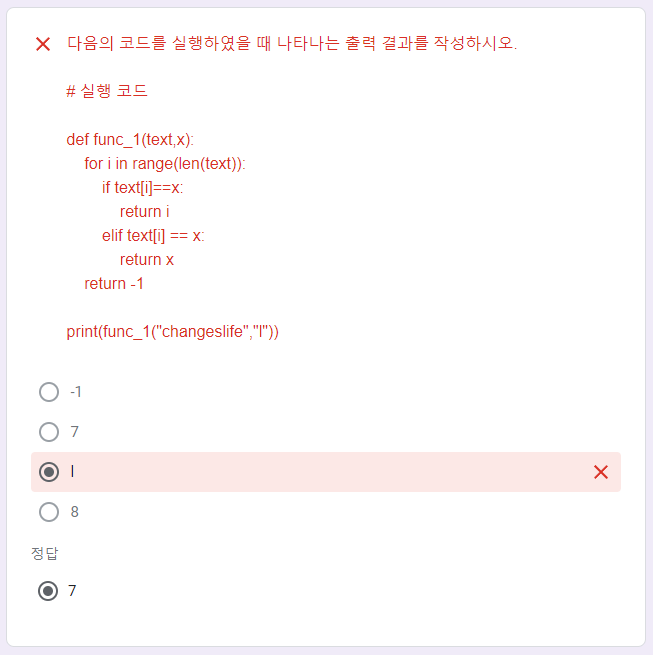 다음의 코드를 실행하였을 때 나타나는 출력 결과를 작성하시오.
# 실행 코드
def func_1(text,x):
    for i in range(len(text)):
        if text[i]==x:
            return i
        elif text[i] == x:
            return x
    return -1
print(func_1("changeslife","l"))
-1
7
l
8
정답
7